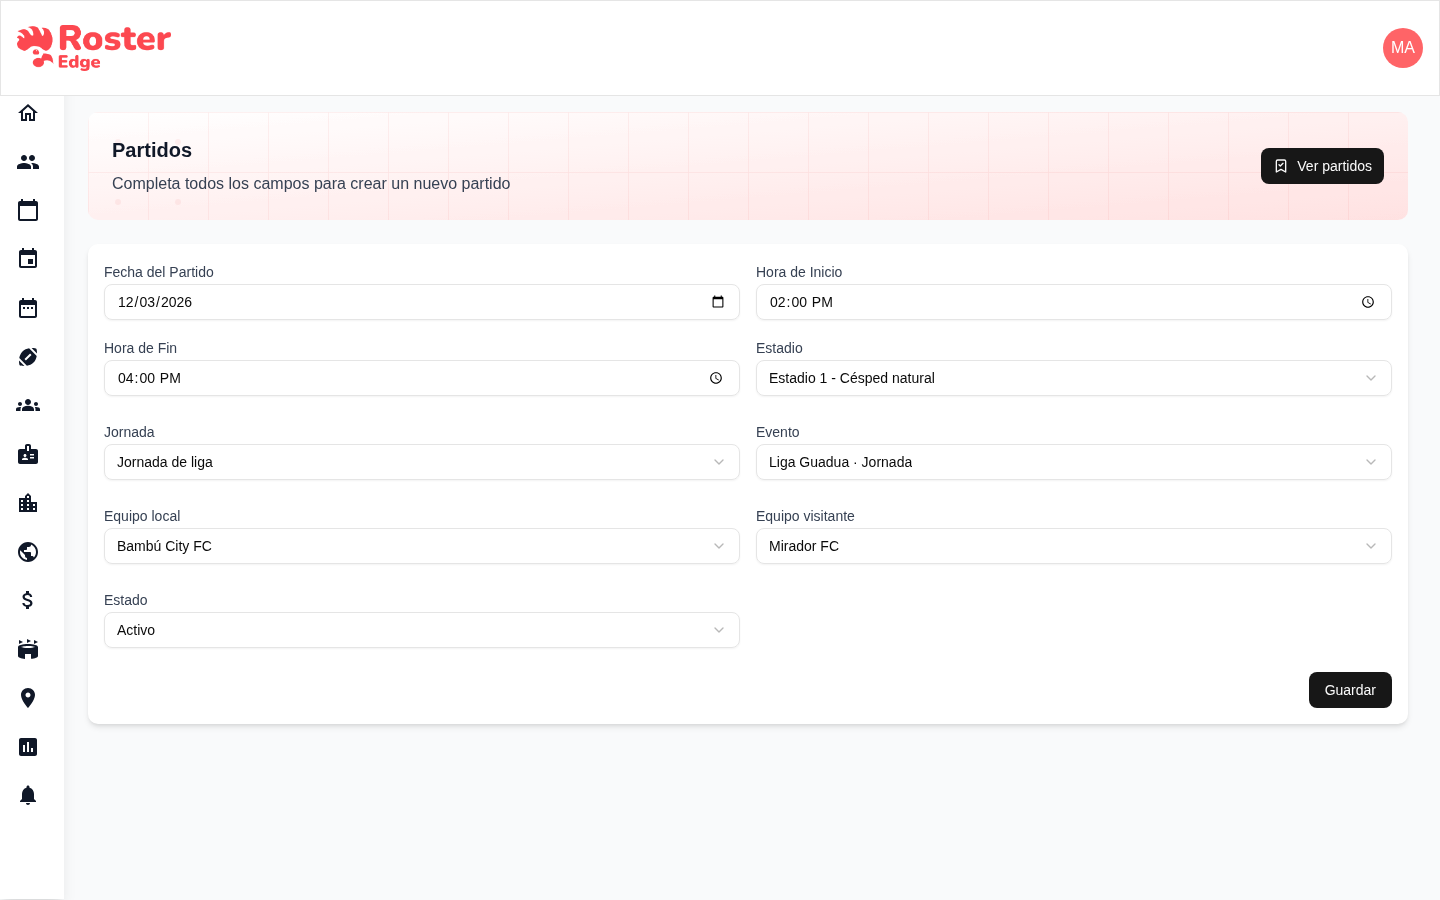 Roster
Edge
MA
Partidos
Completa todos los campos para crear un nuevo partido
Ver partidos
Fecha del Partido
12/03/2026
Hora de Inicio
02:00 PM
Hora de Fin
04:00 PM
Estadio
Estadio 1 - Césped natural
Jornada
Jornada de liga
Evento
Liga Guadua · Jornada
Equipo local
Bambú City FC
Equipo visitante
Mirador FC
Estado
Activo
Guardar